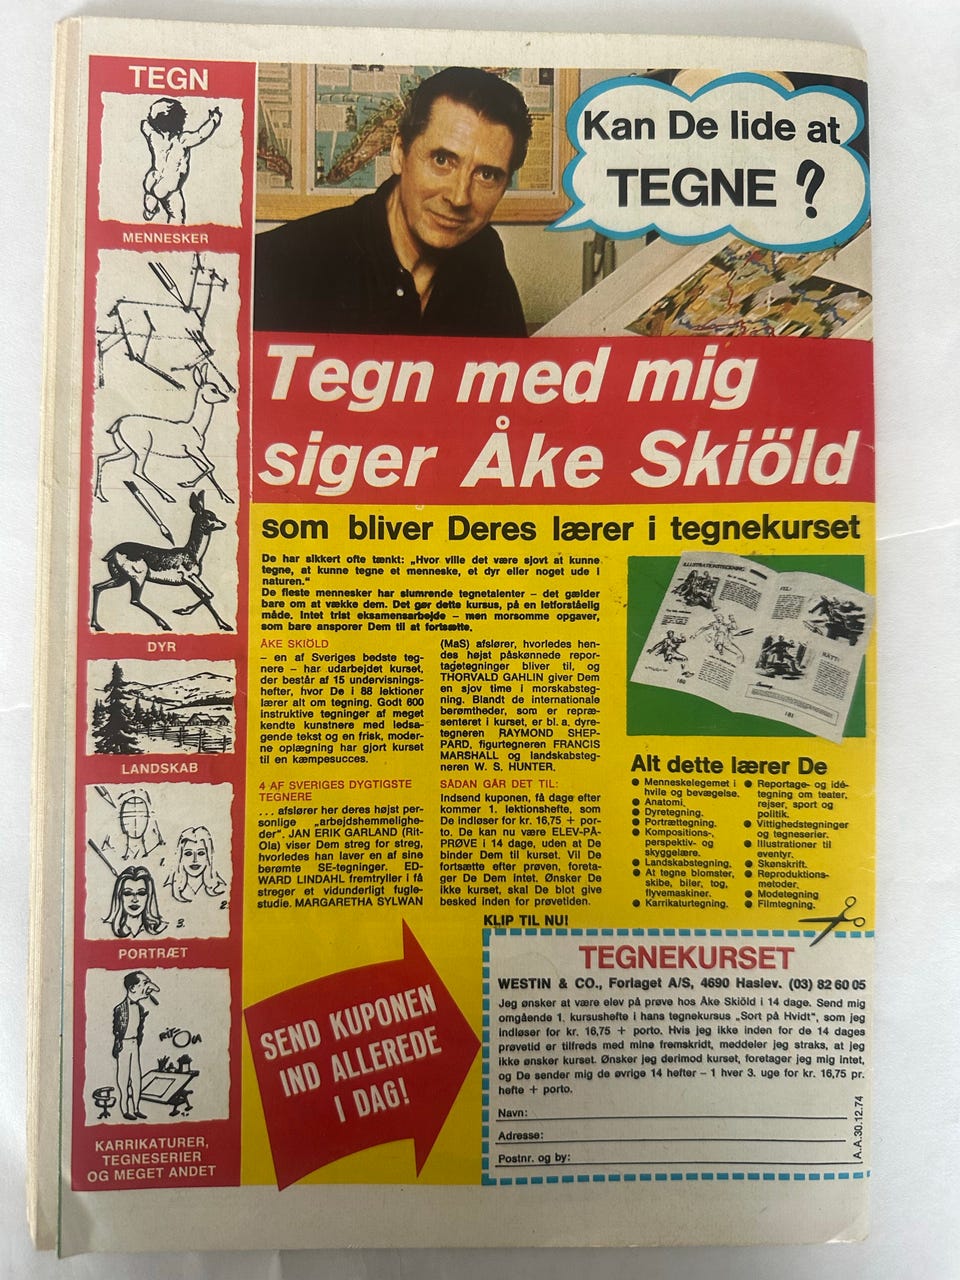 TEGN
MENNESKER
DYR
LANDSKAB
1.
2.
3.
PORTRÆT
RIT-OLA
KARRIKATURER,
TEGNESERIER
OG MEGET ANDET
Kan De lide at
TEGNE ?
Tegn med mig
siger Åke Skiöld
som bliver Deres lærer i tegnekurset
De har sikkert ofte tænkt: „Hvor ville det være sjovt at kunne
tegne, at kunne tegne et menneske, et dyr eller noget ude i
naturen.“
De fleste mennesker har slumrende tegnetalenter – det gælder
bare om at vække dem. Det gør dette kursus, på en letforståelig
måde. Intet trist eksamensarbejde – men morsomme opgaver,
som bare ansporer Dem til at fortsætte.
ÅKE SKIÖLD
– en af Sveriges bedste teg-
nere – har udarbejdet kurset,
der består af 15 undervisnings-
hefter, hvor De i 88 lektioner
lærer alt om tegning. Godt 600
instruktive tegninger af meget
kendte kunstnere med ledsa-
gende tekst og en frisk, moder-
ne oplægning har gjort kurset
til en kæmpesucces.
4 AF SVERIGES DYGTIGSTE
TEGNERE
. . . afslører her deres højst per-
sonlige „arbejdshemmelighe-
der“. JAN ERIK GARLAND (Rit-
Ola) viser Dem streg for streg,
hvorledes han laver en af sine
berømte SE-tegninger. ED-
WARD LINDAHL fremtryller i få
streger et vidunderligt fugle-
studie. MARGARETHA SYLWAN
(MaS) afslører, hvorledes hen-
des højst påskønnede repor-
tagetegninger bliver til, og
THORVALD GAHLIN giver Dem
en sjov time i morskabsteg-
ning. Blandt de internationale
berømtheder, som er repræ-
senteret i kurset, er bl. a. dyre-
tegneren RAYMOND SHEP-
PARD, figurtegneren FRANCIS
MARSHALL og landskabsteg-
neren W. S. HUNTER.
SÅDAN GÅR DET TIL:
Indsend kuponen, få dage efter
kommer 1. lektionshefte, som
De indløser for kr. 16,75 + por-
to. De kan nu være ELEV-PÅ-
PRØVE i 14 dage, uden at De
binder Dem til kurset. Vil De
fortsætte efter prøven, foreta-
ger De Dem intet. Ønsker De
ikke kurset, skal De blot give
besked inden for prøvetiden.
ILLUSTRATIONSTECKNING
FEL!
RÄTT:
180
181
Alt dette lærer De
● Menneskelegemet i
hvile og bevægelse.
● Anatomi.
● Dyretegning.
● Portrættegning.
● Kompositions-,
perspektiv- og
skyggelære.
● Landskabstegning.
● At tegne blomster,
skibe, biler, tog,
flyvemaskiner.
● Karrikaturtegning.
● Reportage- og idé-
tegning om teater,
rejser, sport og
politik.
● Vittighedstegninger
og tegneserier.
● Illustrationer til
eventyr.
● Skønskrift.
● Reproduktions-
metoder.
● Modetegning
● Filmtegning.
KLIP TIL NU!
SEND KUPONEN
IND ALLEREDE
I DAG!
TEGNEKURSET
WESTIN & CO., Forlaget A/S, 4690 Haslev. (03) 82 60 05
Jeg ønsker at være elev på prøve hos Åke Skiöld i 14 dage. Send mig
omgående 1. kursushefte i hans tegnekursus „Sort på Hvidt“, som jeg
indløser for kr. 16,75 + porto. Hvis jeg ikke inden for de 14 dages
prøvetid er tilfreds med mine fremskridt, meddeler jeg straks, at jeg
ikke ønsker kurset. Ønsker jeg derimod kurset, foretager jeg mig intet,
og De sender mig de øvrige 14 hefter – 1 hver 3. uge for kr. 16,75 pr.
hefte + porto.
Navn:
Adresse:
Postnr. og by:
A.A.30.12.74